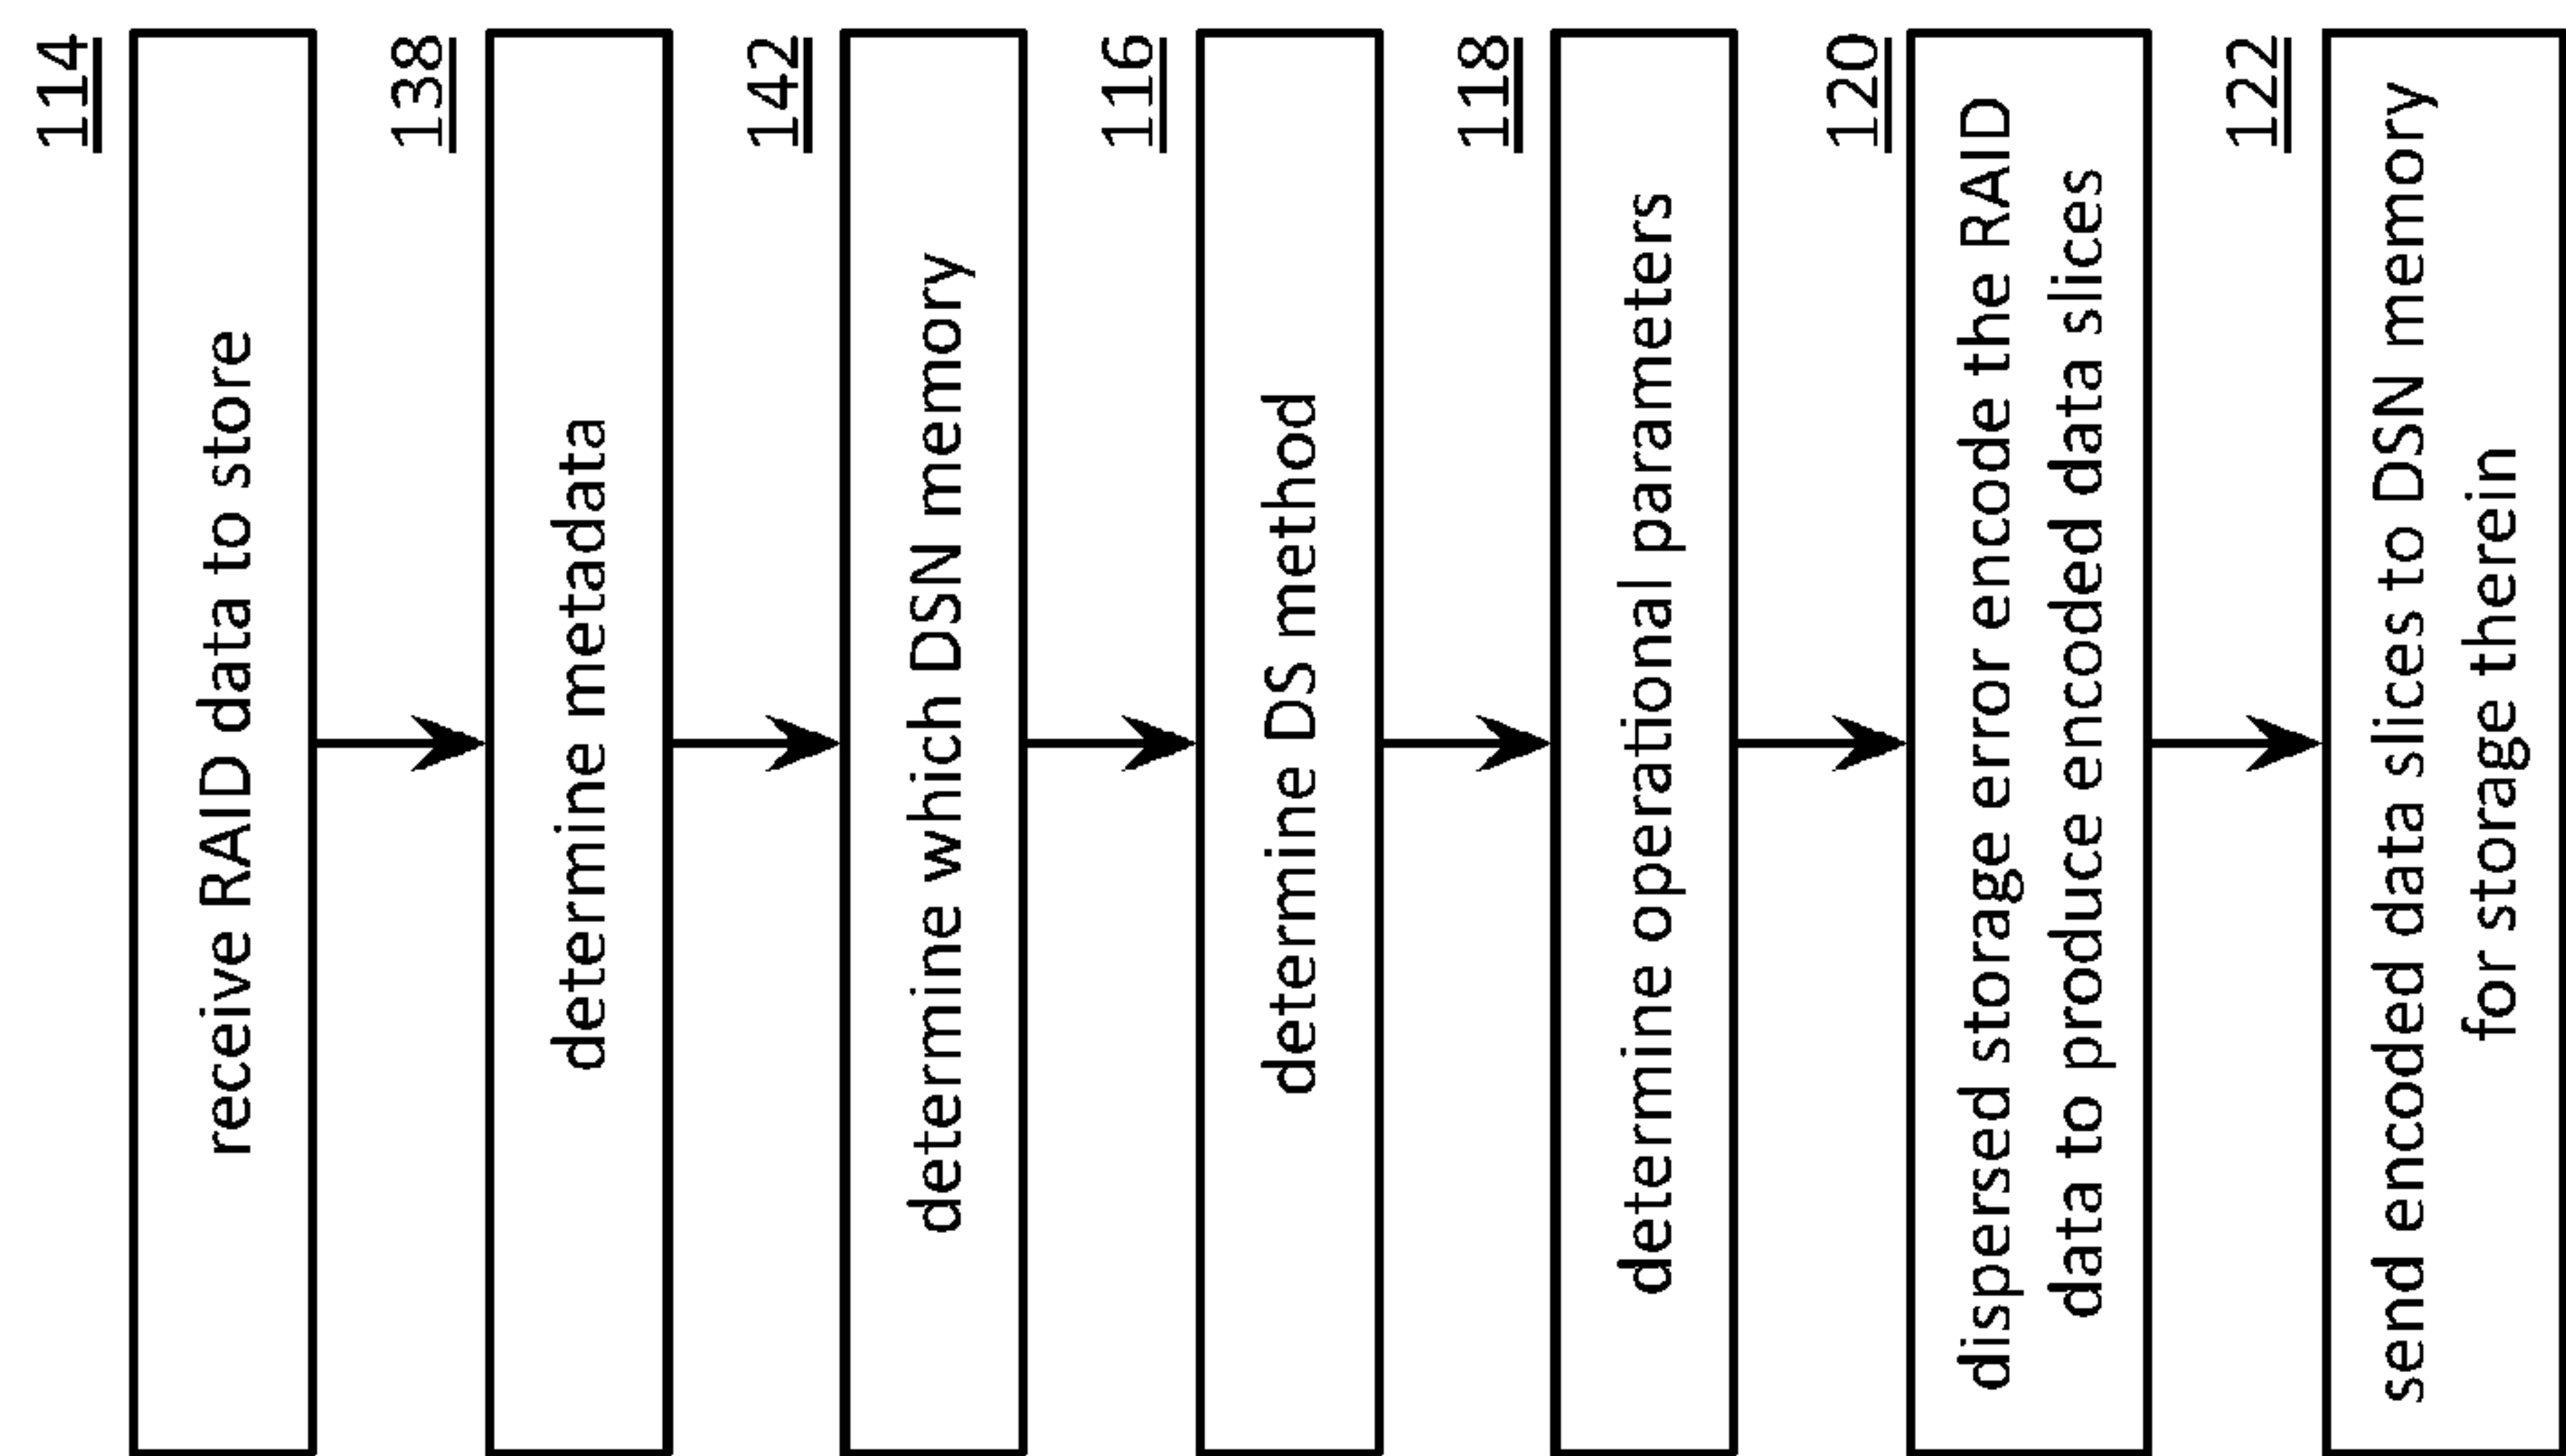 114
receive RAID data to store
138
determine metadata
142
determine which DSN memory
116
determine DS method
118
determine operational parameters
120
dispersed storage error encode the RAID
data to produce encoded data slices
122
send encoded data slices to DSN memory
for storage therein